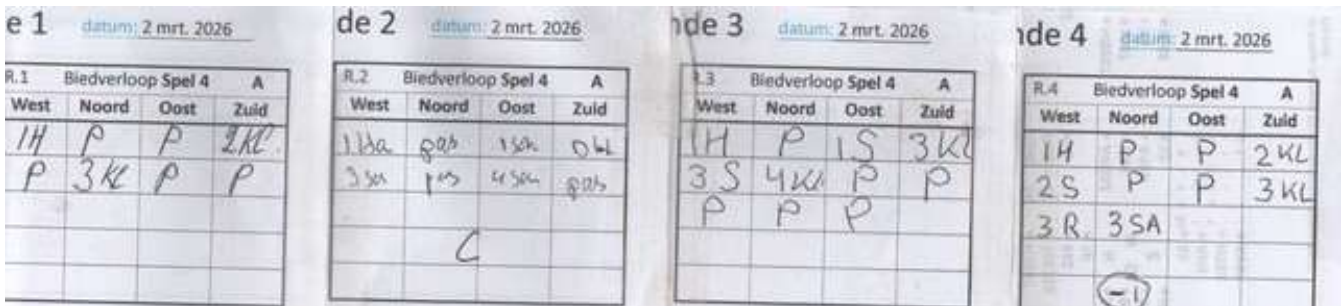 e 1 datum: 2 mrt. 2026
R.1 Biedverloop Spel 4 A
West Noord Oost Zuid
1H P P 2KL.
P 3KL P P
de 2 datum: 2 mrt. 2026
R.2 Biedverloop Spel 4 A
West Noord Oost Zuid
1Ha pas 1sch Dbl
3sch pas 4sch pas
C
nde 3 datum: 2 mrt. 2026
R.3 Biedverloop Spel 4 A
West Noord Oost Zuid
1H P 1S 3KL
3S 4KL P P
P P P
nde 4 datum: 2 mrt. 2026
R.4 Biedverloop Spel 4 A
West Noord Oost Zuid
1H P P 2KL
2S P P 3KL
3R. 3SA
-1